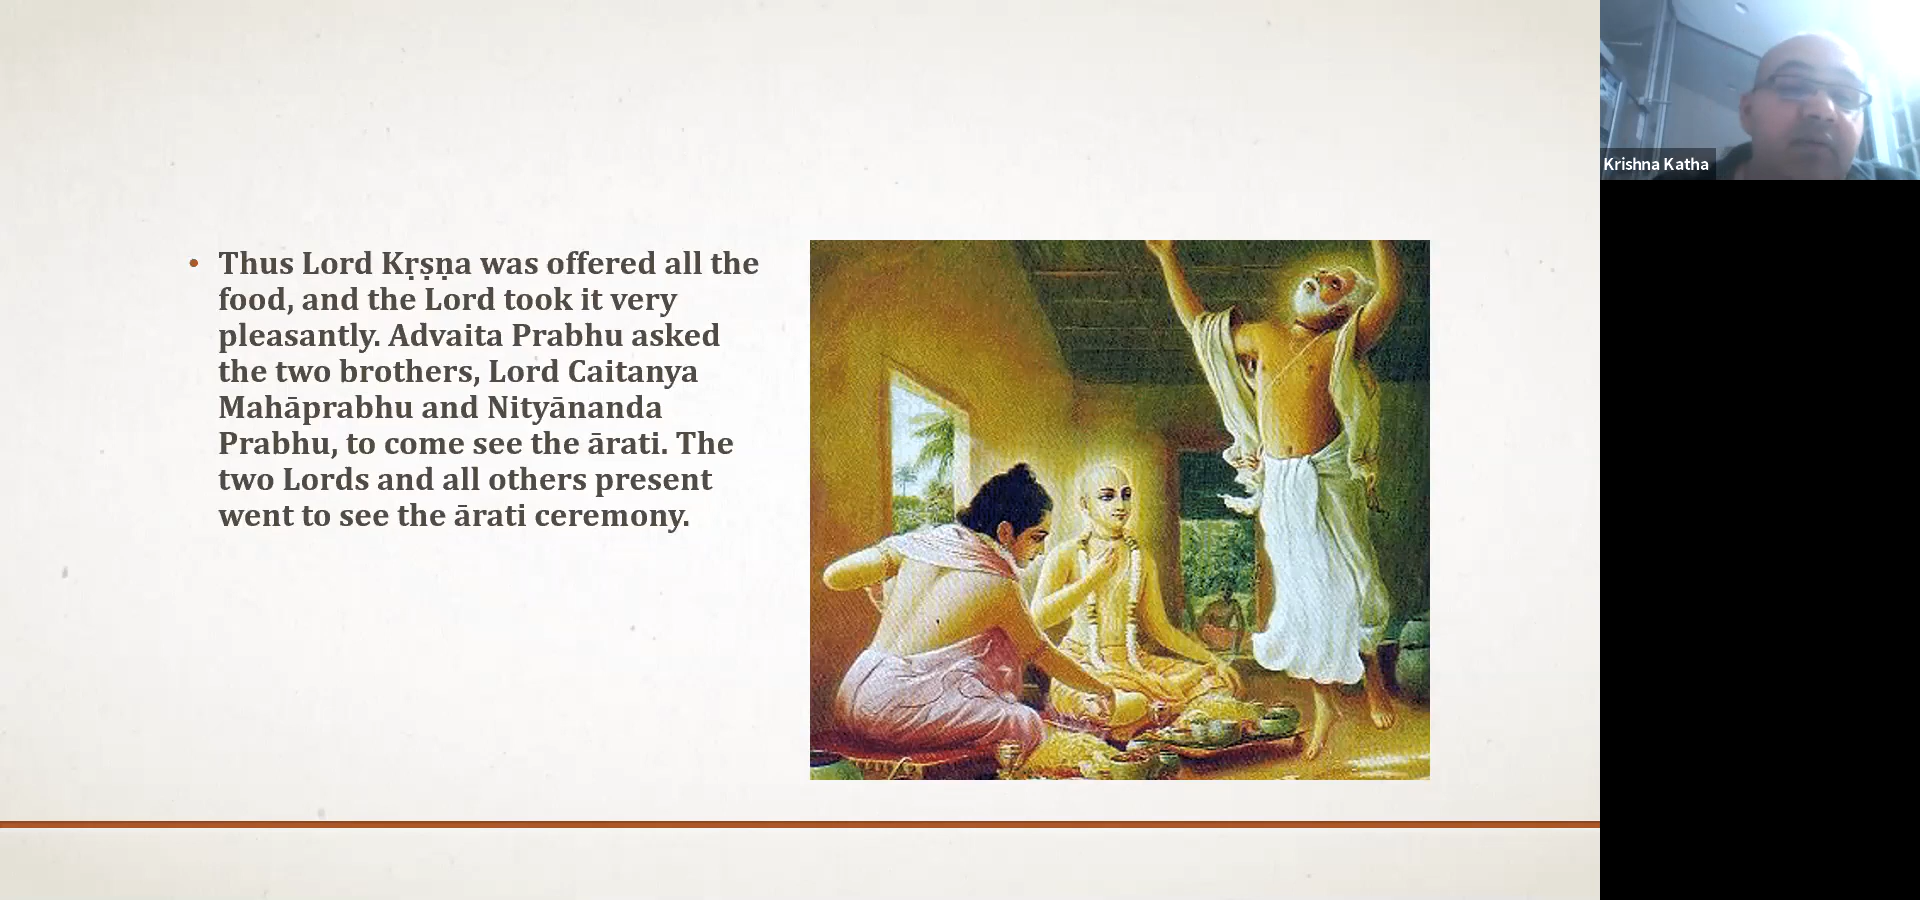 • Thus Lord Kṛṣṇa was offered all the
food, and the Lord took it very
pleasantly. Advaita Prabhu asked
the two brothers, Lord Caitanya
Mahāprabhu and Nityānanda
Prabhu, to come see the ārati. The
two Lords and all others present
went to see the ārati ceremony.
Krishna Katha